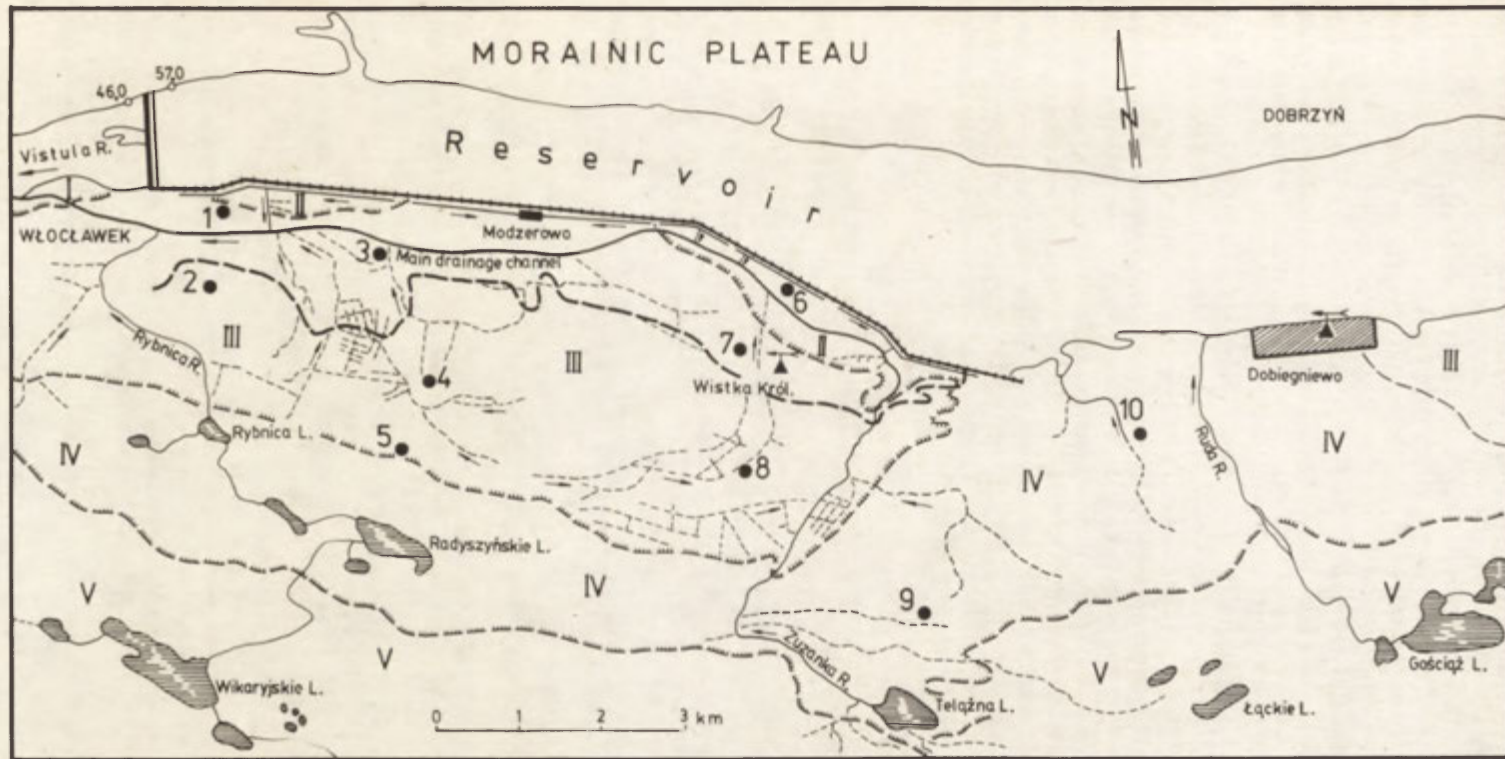 MORAINIC PLATEAU
46,0
57,0
DOBRZYŃ
N
Vistula R.
Reservoir
1
II
WŁOCŁAWEK
Modzerowo
3
Main drainage channel
2
6
Rybnica R.
III
III
7
II
Wistka Król.
4
Dobiegniewo
III
10
Rybnica L.
5
IV
8
IV
Ruda R.
IV
Radyszyńskie L.
IV
V
9
V
V
Zuzanka R.
V
Gościąż L.
Wikaryjskie L.
Telążna L.
Łąckie L.
0 1 2 3 km